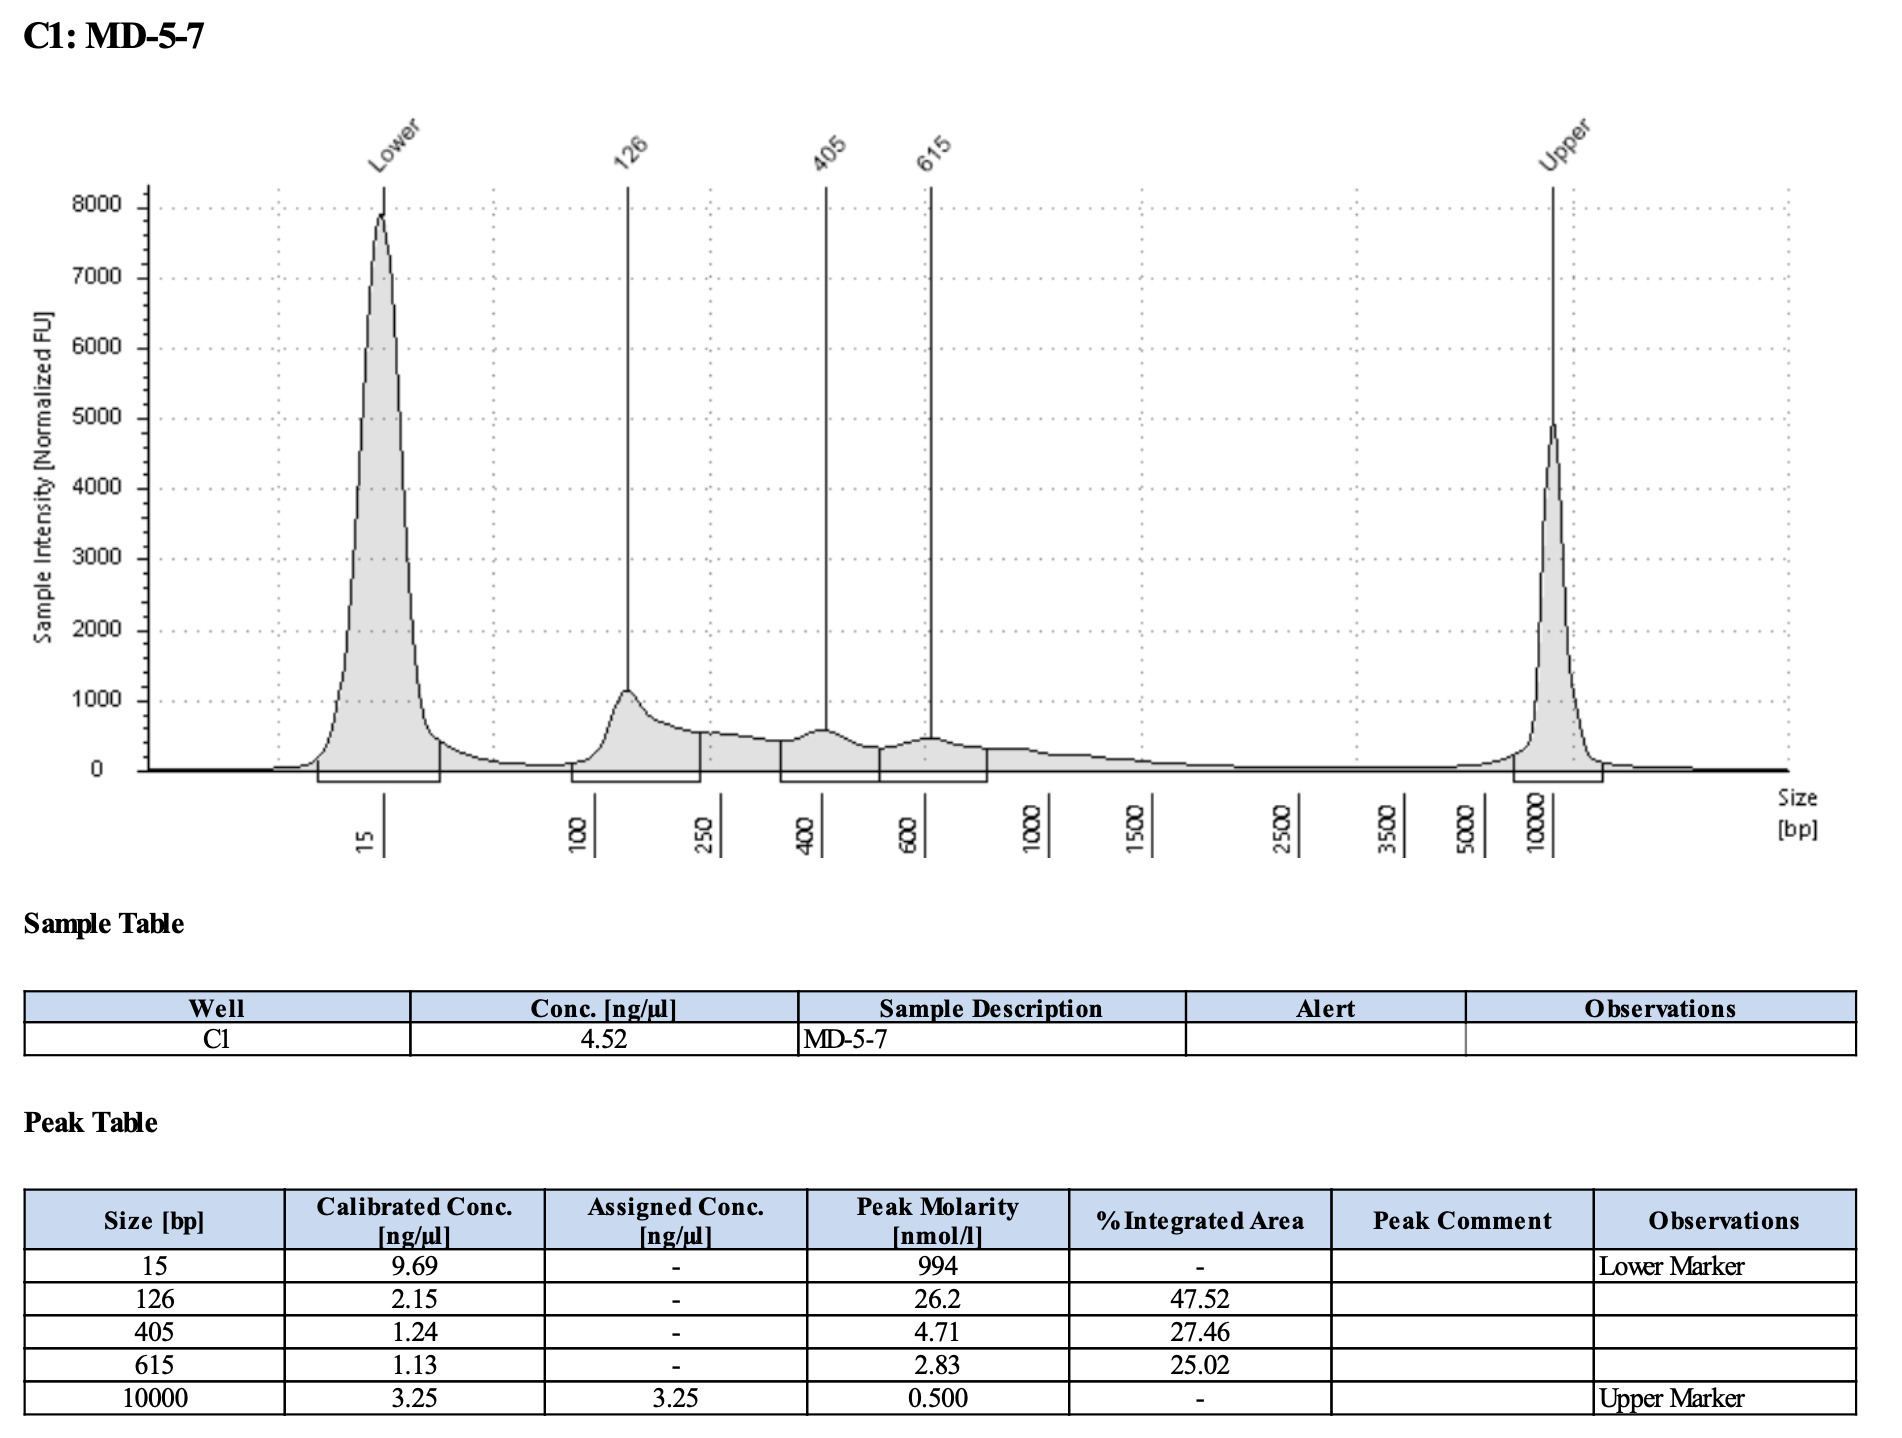 C1: MD-5-7
Lower 126 405 615 Upper
Sample Intensity [Normalized FU]
8000
7000
6000
5000
4000
3000
2000
1000
0
15 100 250 400 600 1000 1500 2500 3500 5000 10000
Size
[bp]
Sample Table
Well Conc. [ng/µl] Sample Description Alert Observations
C1 4.52 MD-5-7
Peak Table
Size [bp] Calibrated Conc. [ng/µl] Assigned Conc. [ng/µl] Peak Molarity [nmol/l] % Integrated Area Peak Comment Observations
15 9.69 - 994 - Lower Marker
126 2.15 - 26.2 47.52
405 1.24 - 4.71 27.46
615 1.13 - 2.83 25.02
10000 3.25 3.25 0.500 - Upper Marker